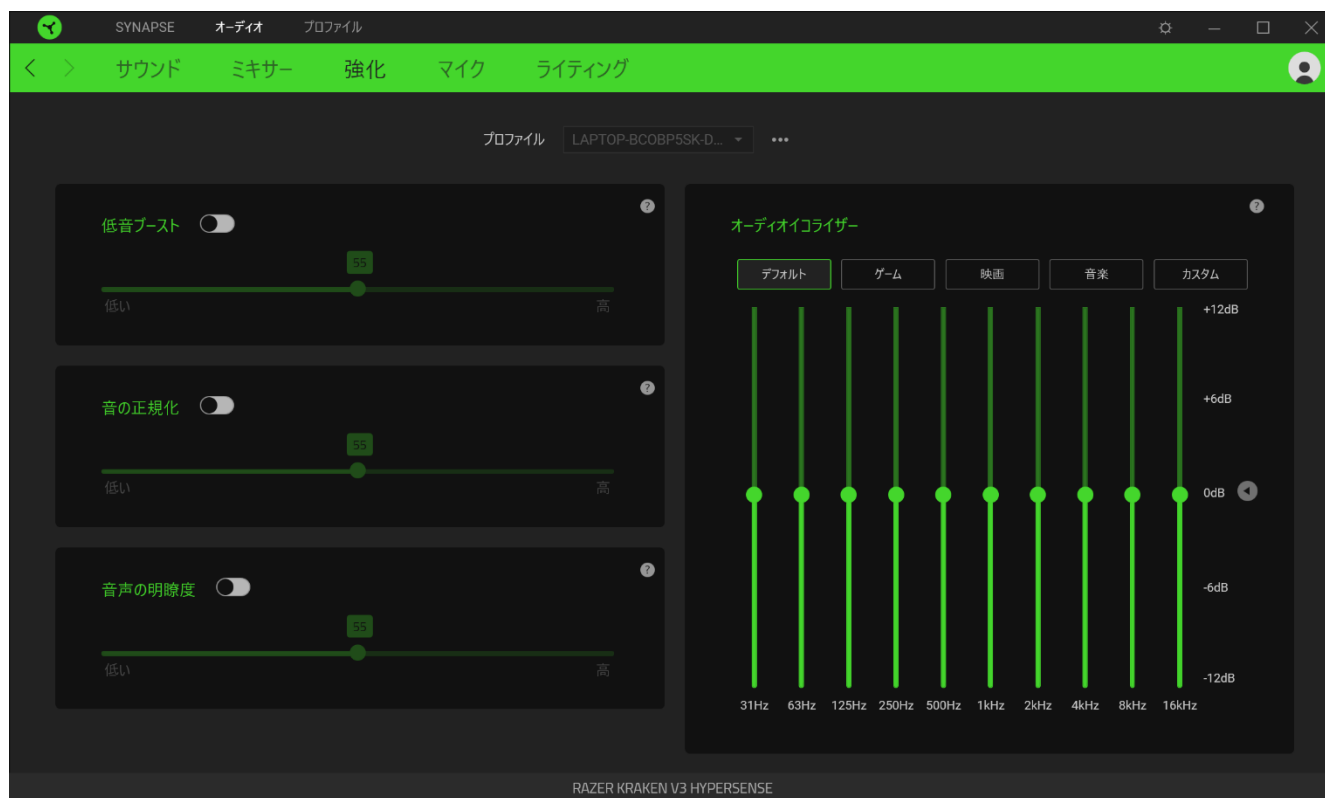 SYNAPSE オーディオ プロファイル
サウンド ミキサー 強化 マイク ライティング
プロファイル LAPTOP-BCOBP5SK-D... •••
低音ブースト
55
低い 高
音の正規化
55
低い 高
音声の明瞭度
55
低い 高
オーディオイコライザー
デフォルト ゲーム 映画 音楽 カスタム
+12dB
+6dB
0dB
-6dB
-12dB
31Hz 63Hz 125Hz 250Hz 500Hz 1kHz 2kHz 4kHz 8kHz 16kHz
RAZER KRAKEN V3 HYPERSENSE